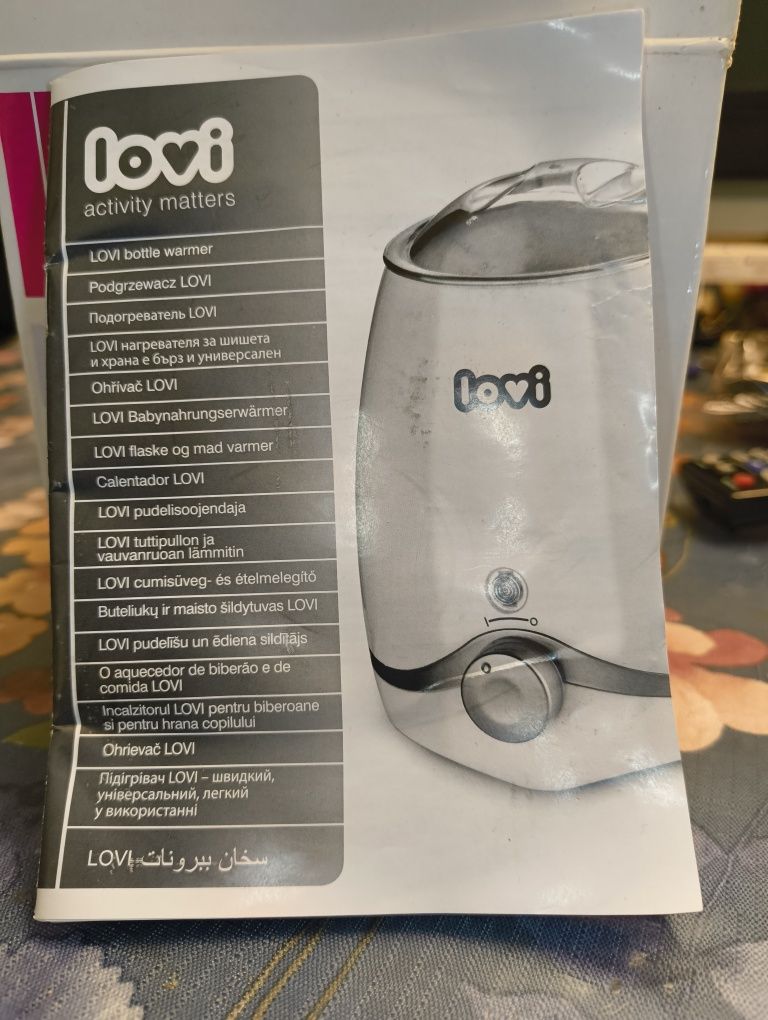 lovi
activity matters
LOVI bottle warmer
Podgrzewacz LOVI
Подогреватель LOVI
LOVI нагревателя за шишета
и храна е бърз и универсален
Ohřívač LOVI
LOVI Babynahrungserwärmer
LOVI flaske og mad varmer
Calentador LOVI
LOVI pudelisoojendaja
LOVI tuttipullon ja
vauvanruoan lämmitin
LOVI cumisüveg- és ételmelegítő
Buteliukų ir maisto šildytuvas LOVI
LOVI pudelīšu un ēdiena sildītājs
O aquecedor de biberão e de
comida LOVI
Incalzitorul LOVI pentru biberoane
si pentru hrana copilului
Ohrievač LOVI
Підігрівач LOVI – швидкий,
універсальний, легкий
у використанні
سخان ببرونات- LOVI
lovi